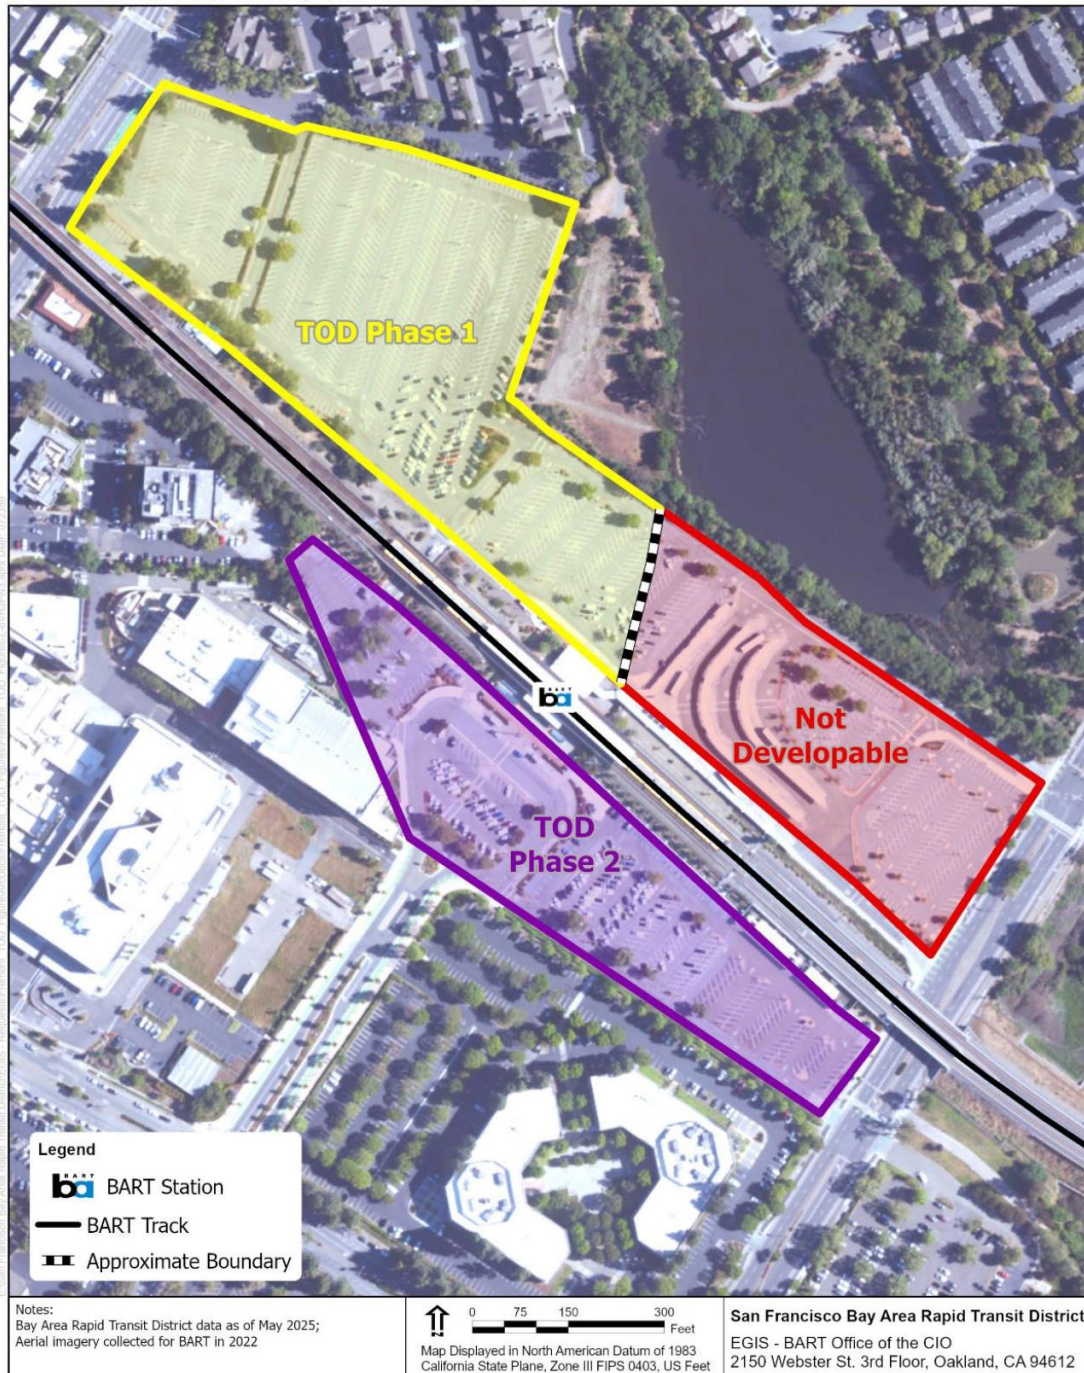 TOD Phase 1
BART
ba
Not
Developable
TOD
Phase 2
Legend
BART
ba
BART Station
BART Track
Approximate Boundary
Notes:
Bay Area Rapid Transit District data as of May 2025;
Aerial imagery collected for BART in 2022
N
0 75 150 300
Feet
Map Displayed in North American Datum of 1983
California State Plane, Zone III FIPS 0403, US Feet
San Francisco Bay Area Rapid Transit District
EGIS - BART Office of the CIO
2150 Webster St. 3rd Floor, Oakland, CA 94612